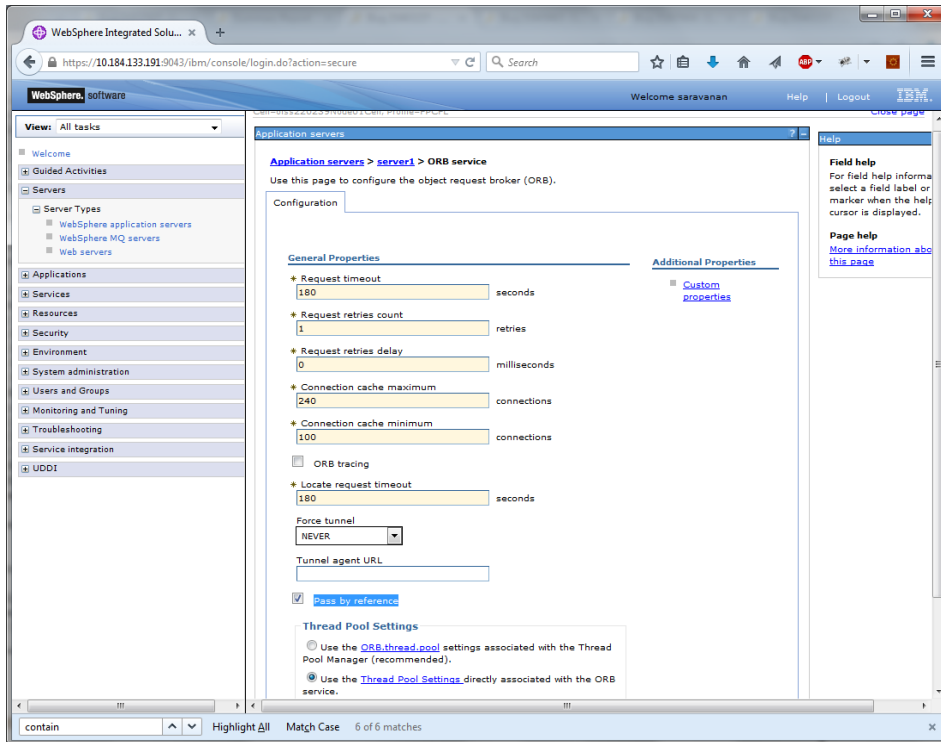 WebSphere Integrated Solu...
https://10.184.133.191:9043/ibm/console/login.do?action=secure
Search
ABP
WebSphere. software
Welcome saravanan
Help | Logout
IBM.
View: All tasks
Welcome
Guided Activities
Servers
Server Types
WebSphere application servers
WebSphere MQ servers
Web servers
Applications
Services
Resources
Security
Environment
System administration
Users and Groups
Monitoring and Tuning
Troubleshooting
Service integration
UDDI
Close page
Application servers
? -
Application servers > server1 > ORB service
Use this page to configure the object request broker (ORB).
Configuration
General Properties
* Request timeout
180 seconds
* Request retries count
1 retries
* Request retries delay
0 milliseconds
* Connection cache maximum
240 connections
* Connection cache minimum
100 connections
ORB tracing
* Locate request timeout
180 seconds
Force tunnel
NEVER
Tunnel agent URL
Pass by reference
Thread Pool Settings
Use the ORB.thread.pool settings associated with the Thread
Pool Manager (recommended).
Use the Thread Pool Settings directly associated with the ORB
service.
Additional Properties
Custom
properties
Help
Field help
For field help informa
select a field label or
marker when the help
cursor is displayed.
Page help
More information abo
this page
contain
Highlight All
Match Case
6 of 6 matches